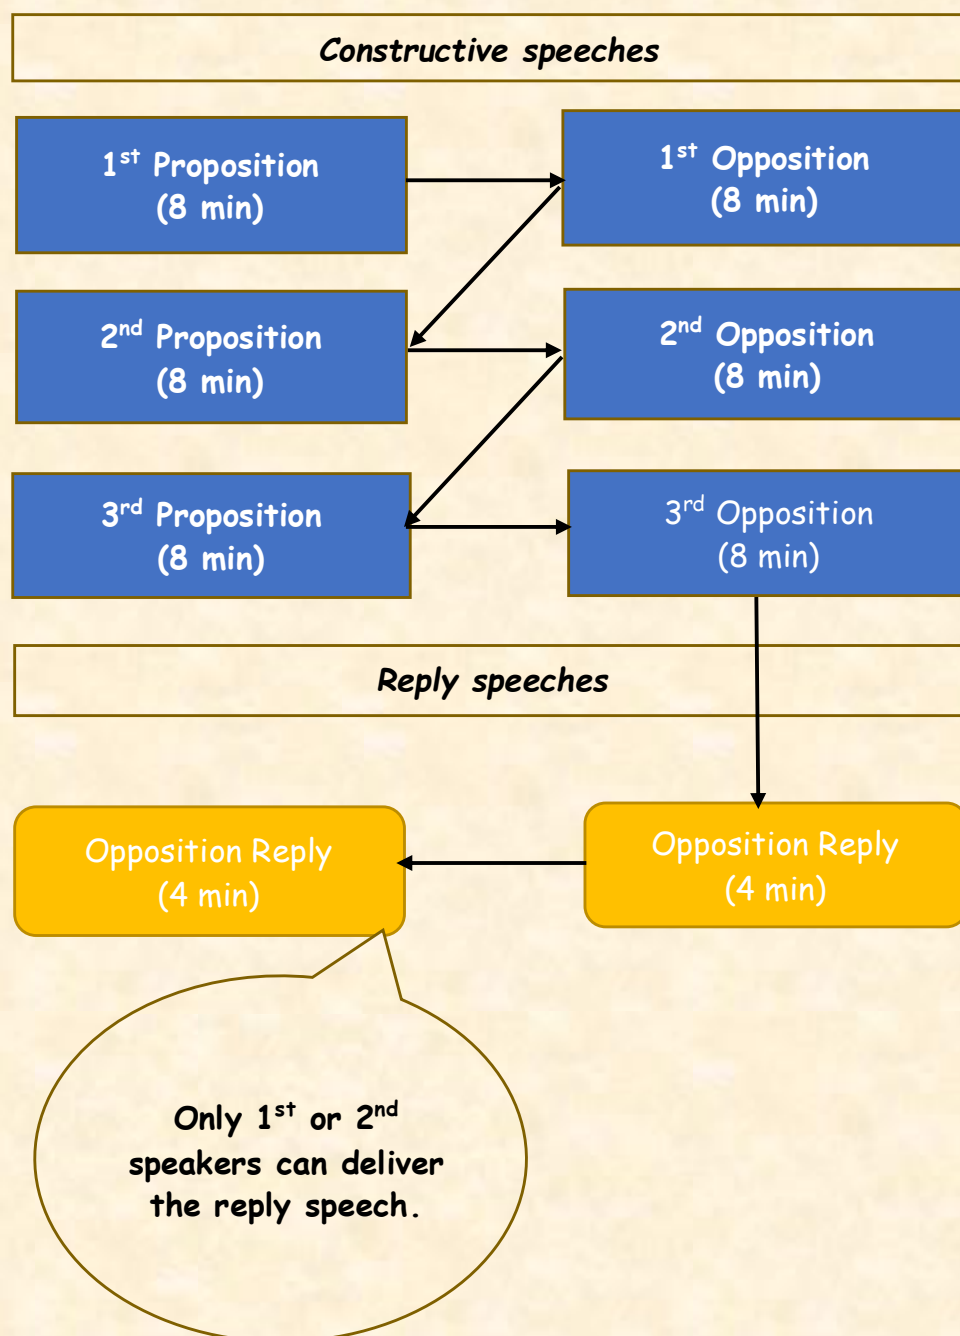 Constructive speeches
1st Proposition
(8 min)
1st Opposition
(8 min)
2nd Proposition
(8 min)
2nd Opposition
(8 min)
3rd Proposition
(8 min)
3rd Opposition
(8 min)
Reply speeches
Opposition Reply
(4 min)
Opposition Reply
(4 min)
Only 1st or 2nd
speakers can deliver
the reply speech.